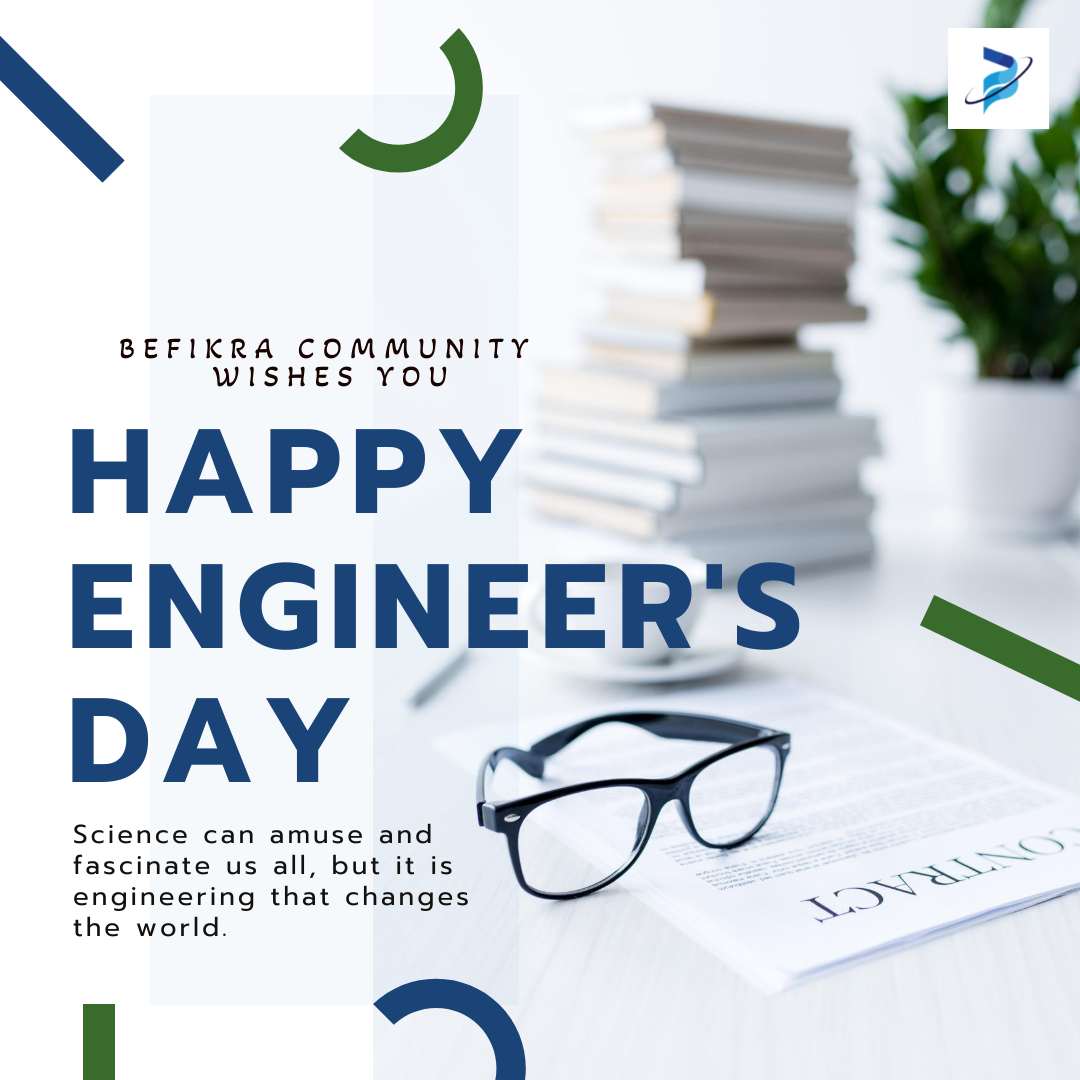 BEFIKRA COMMUNITY
WISHES YOU
HAPPY
ENGINEER'S
DAY
Science can amuse and
fascinate us all, but it is
engineering that changes
the world.
CONTRACT